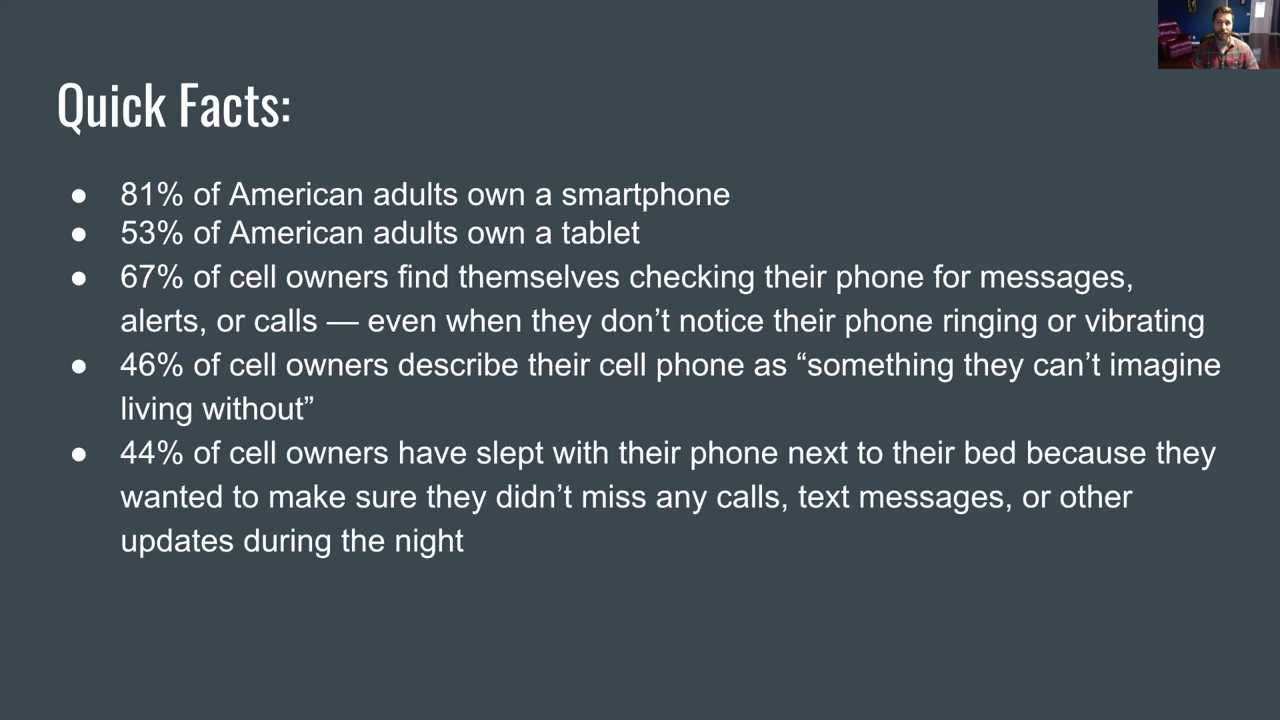 Quick Facts:
● 81% of American adults own a smartphone
● 53% of American adults own a tablet
● 67% of cell owners find themselves checking their phone for messages,
alerts, or calls — even when they don’t notice their phone ringing or vibrating
● 46% of cell owners describe their cell phone as “something they can’t imagine
living without”
● 44% of cell owners have slept with their phone next to their bed because they
wanted to make sure they didn’t miss any calls, text messages, or other
updates during the night